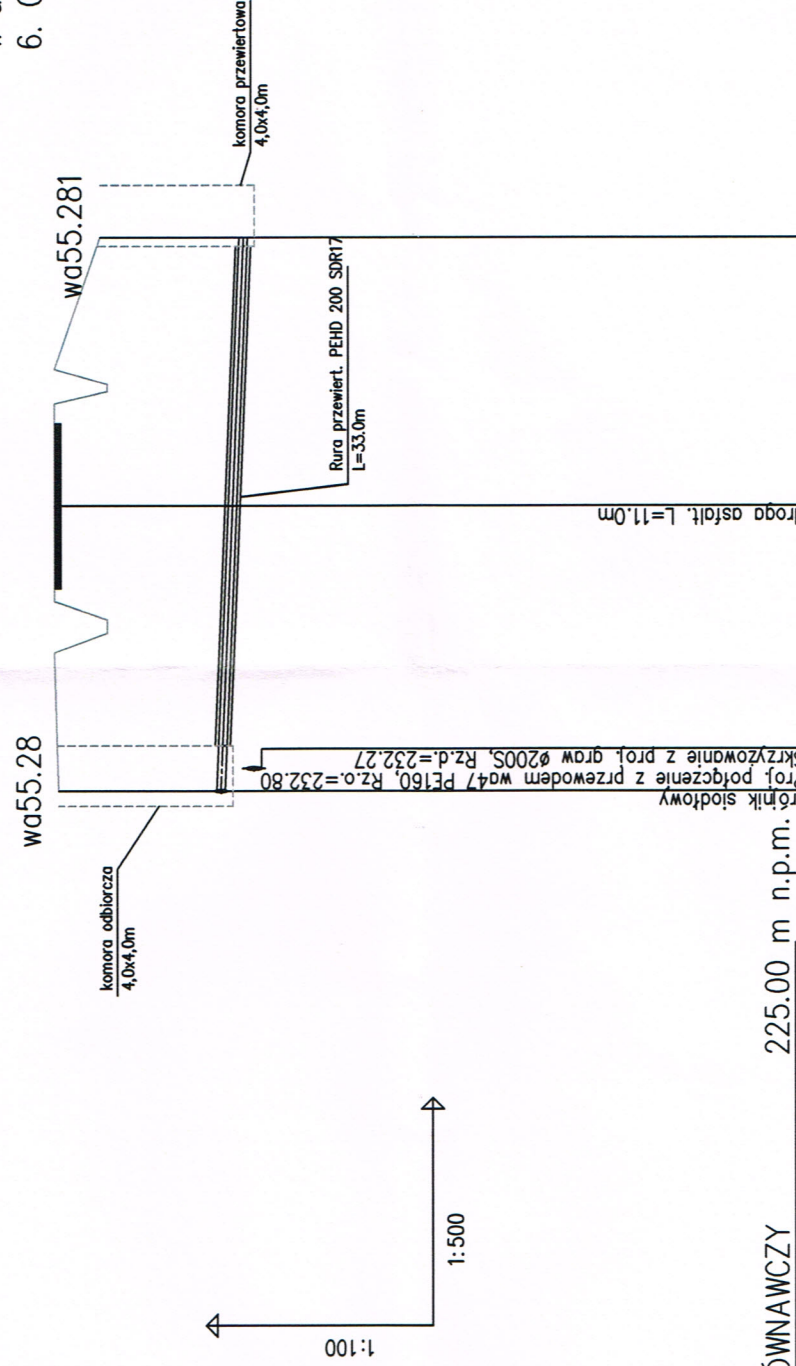 6.
wa55.28
wa55.281
komora odbiorcza
4,0x4,0m
komora przewiertowa
4,0x4,0m
Rura przewiert. PEHD 200 SDR17
L=33.0m
droga asfalt. L=11.0m
Skrzyżowanie z proj. graw ø200S, Rz.d.=232.27
Proj. połączenie z przewodem wa47 PE160, Rz.o.=232.80
trójnik siodłowy
1:100
1:500
225.00 m n.p.m.
ÓWNAWCZY